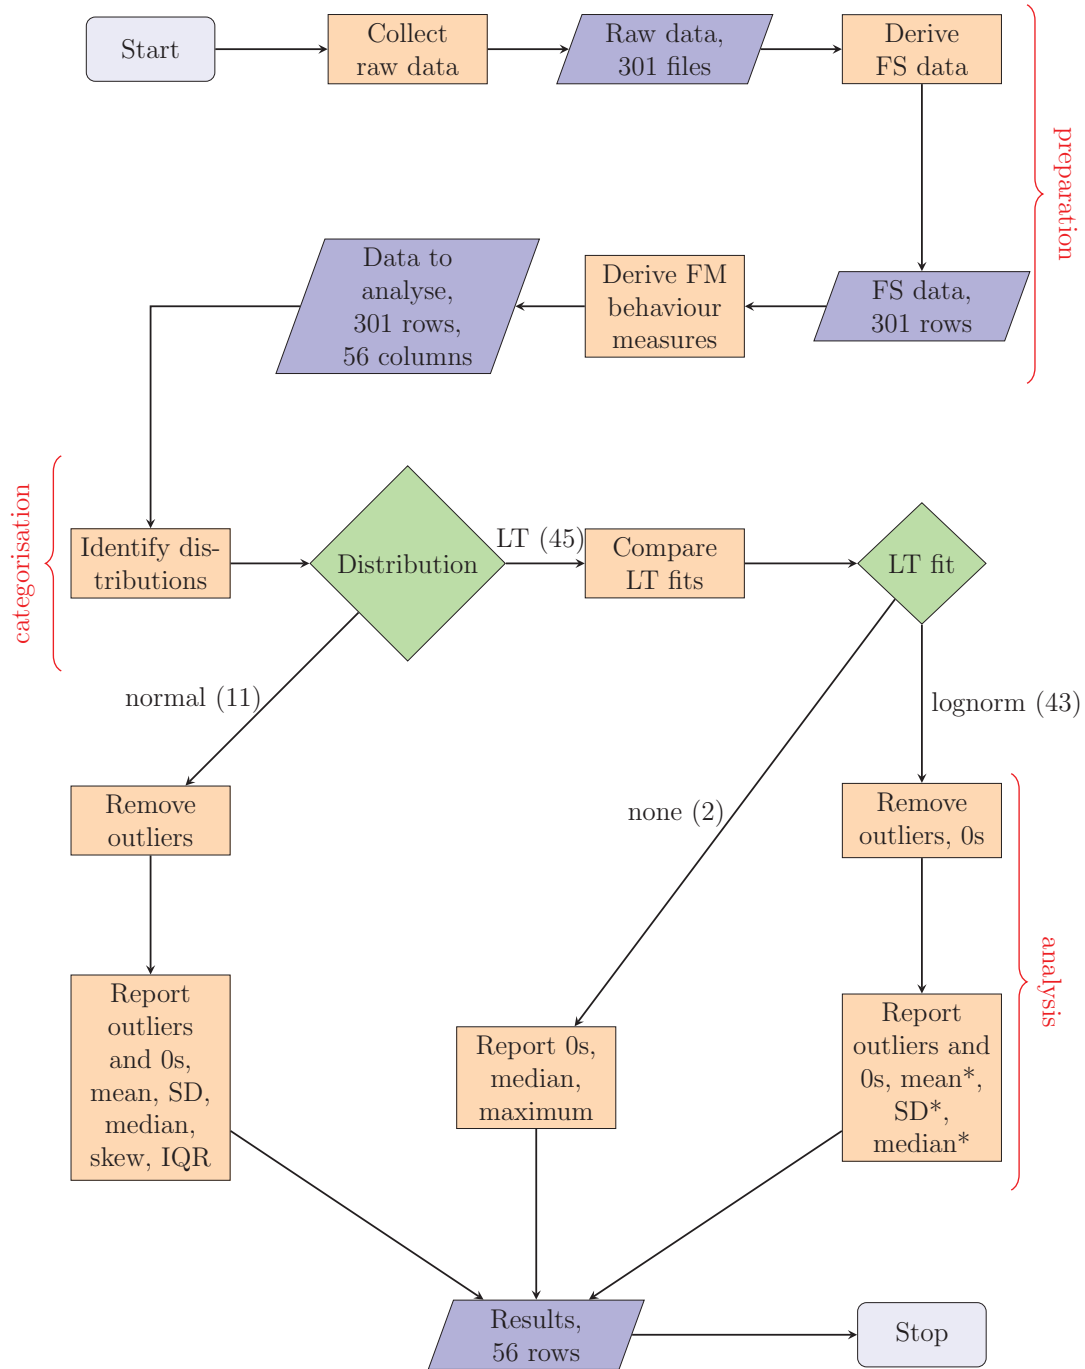 Start
Collect
raw data
Raw data,
301 files
Derive
FS data
preparation
Data to
analyse,
301 rows,
56 columns
Derive FM
behaviour
measures
FS data,
301 rows
categorisation
Identify dis-
tributions
Distribution
LT (45)
Compare
LT fits
LT fit
normal (11)
none (2)
lognorm (43)
Remove
outliers
Remove
outliers, 0s
analysis
Report
outliers
and 0s,
mean, SD,
median,
skew, IQR
Report 0s,
median,
maximum
Report
outliers and
0s, mean*,
SD*,
median*
Results,
56 rows
Stop